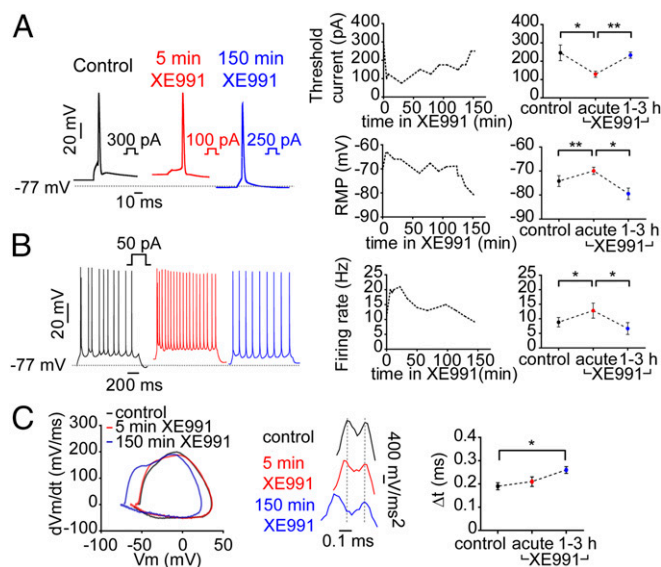 A
Control
5 min
XE991
150 min
XE991
20 mV
300 pA
100 pA
250 pA
-77 mV
10 ms
Threshold
current (pA)
400
300
200
100
0
0 50 100 150
time in XE991 (min)
400
300
200
100
0
* **
control acute 1-3 h
XE991
RMP (mV)
-50
-60
-70
-80
-90
0 50 100 150
time in XE991 (min)
-50
-60
-70
-80
-90
** *
control acute 1-3 h
XE991
B
50 pA
20 mV
-77 mV
200 ms
Firing rate (Hz)
25
20
15
10
5
0
0 50 100 150
time in XE991(min)
25
20
15
10
5
0
* *
control acute 1-3 h
XE991
C
control
5 min XE991
150 min XE991
dVm/dt (mV/ms)
300
200
100
0
-50
-100 -50 0 50
Vm (mV)
control
5 min
XE991
150 min
XE991
400 mV/ms2
0.1 ms
Δt (ms)
0.4
0.3
0.2
0.1
0.0
*
control acute 1-3 h
XE991